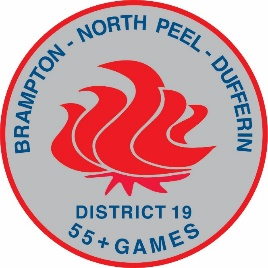 BRAMPTON - NORTH PEEL - DUFFERIN
DISTRICT 19
55+ GAMES